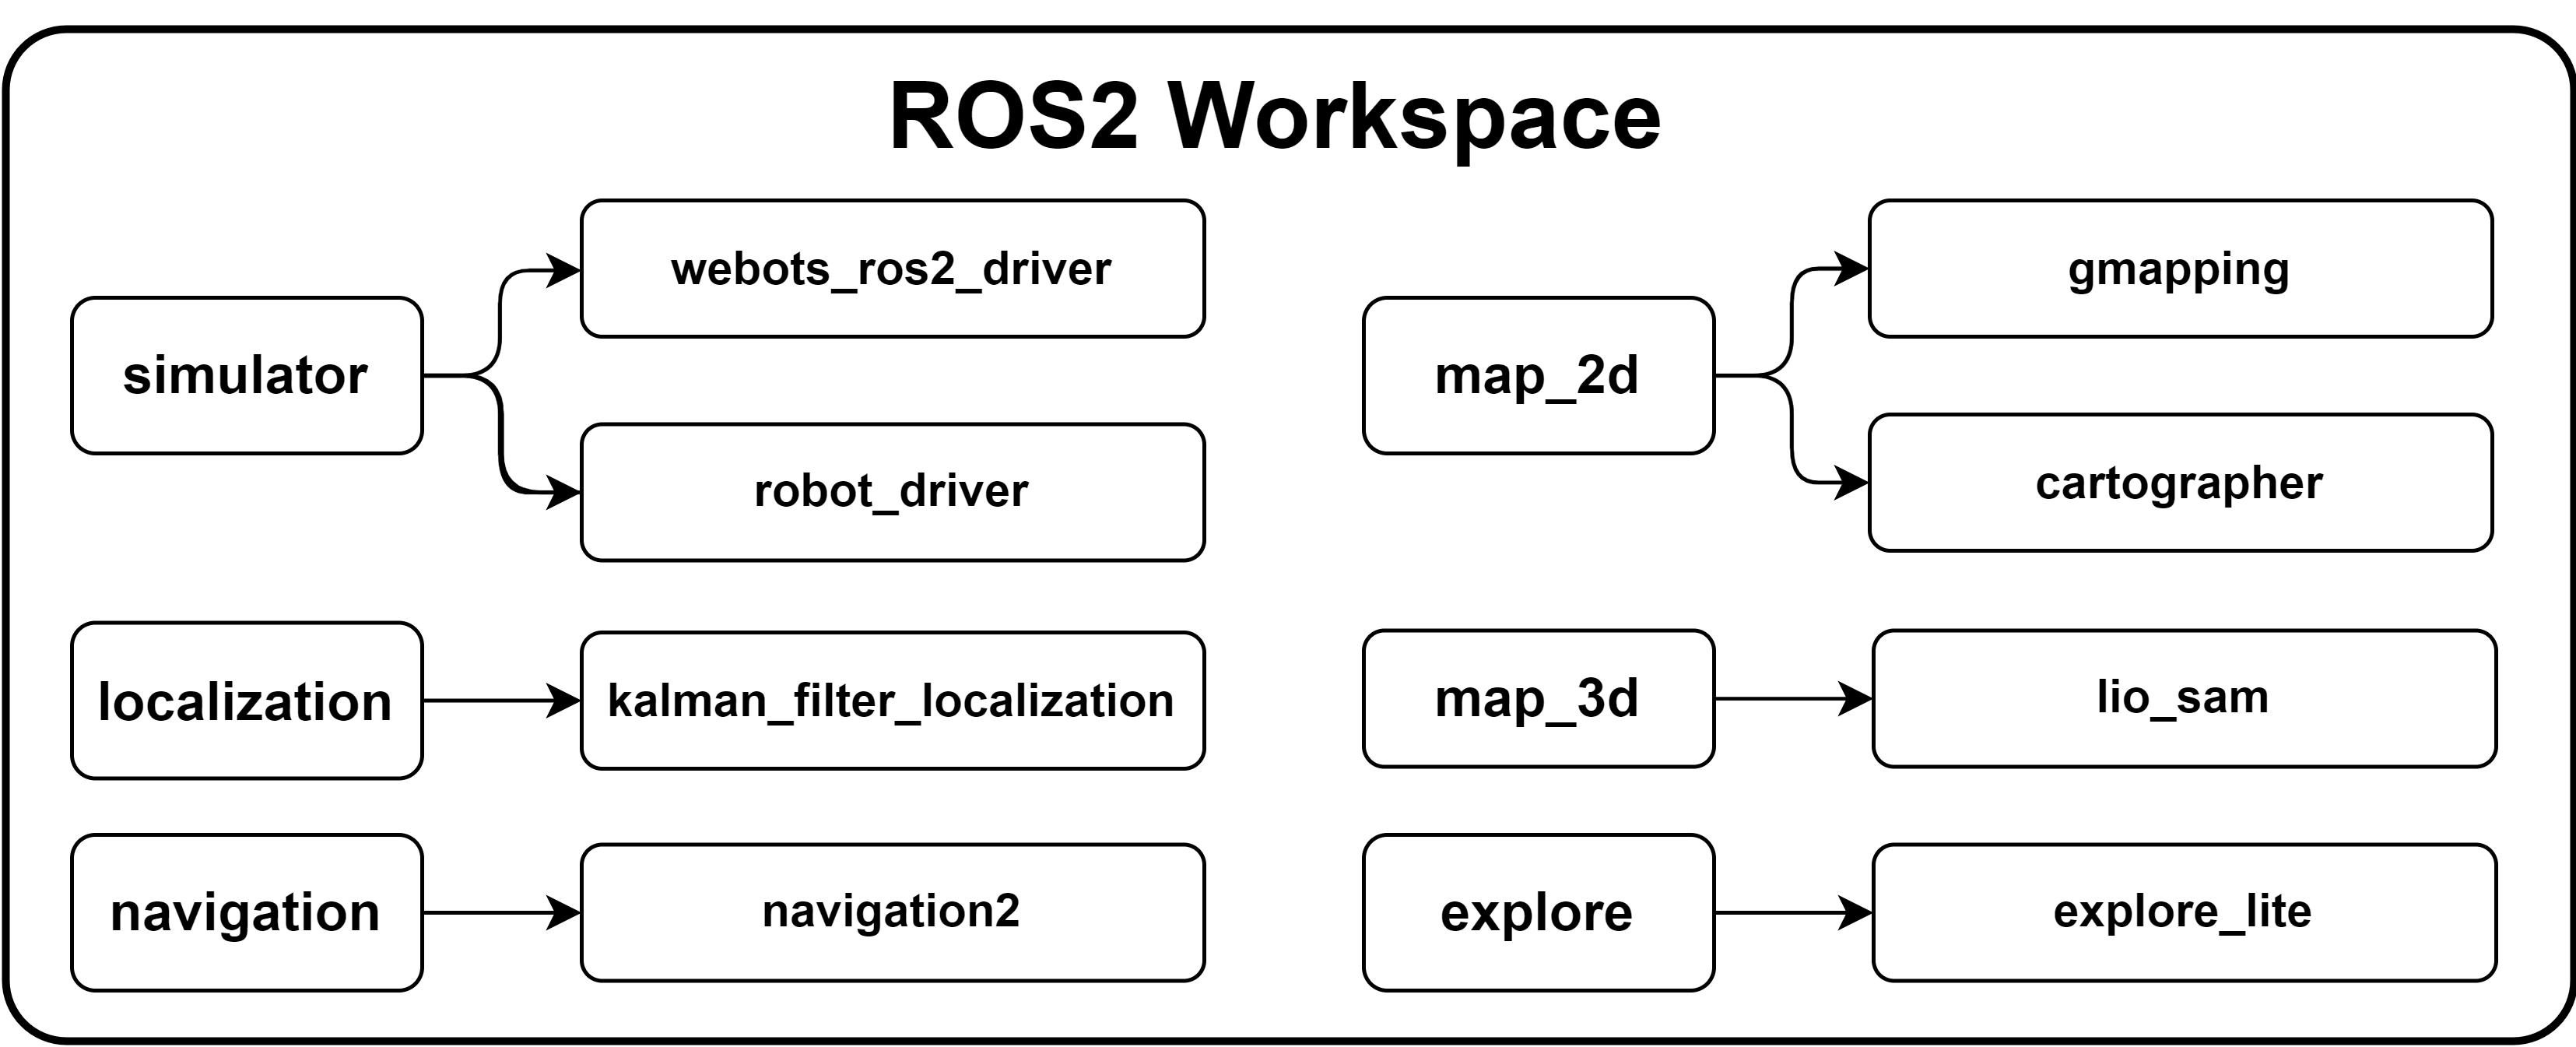 ROS2 Workspace
simulator
webots_ros2_driver
robot_driver
localization
kalman_filter_localization
navigation
navigation2
map_2d
gmapping
cartographer
map_3d
lio_sam
explore
explore_lite